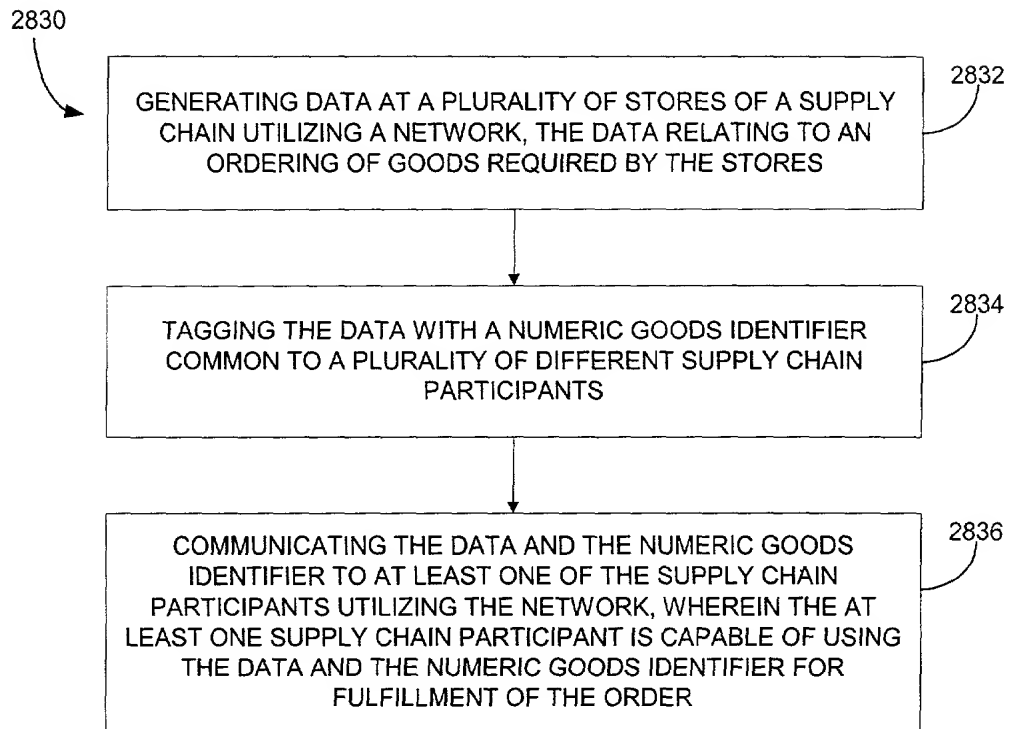 2830
2832
GENERATING DATA AT A PLURALITY OF STORES OF A SUPPLY
CHAIN UTILIZING A NETWORK, THE DATA RELATING TO AN
ORDERING OF GOODS REQUIRED BY THE STORES
2834
TAGGING THE DATA WITH A NUMERIC GOODS IDENTIFIER
COMMON TO A PLURALITY OF DIFFERENT SUPPLY CHAIN
PARTICIPANTS
2836
COMMUNICATING THE DATA AND THE NUMERIC GOODS
IDENTIFIER TO AT LEAST ONE OF THE SUPPLY CHAIN
PARTICIPANTS UTILIZING THE NETWORK, WHEREIN THE AT
LEAST ONE SUPPLY CHAIN PARTICIPANT IS CAPABLE OF USING
THE DATA AND THE NUMERIC GOODS IDENTIFIER FOR
FULFILLMENT OF THE ORDER